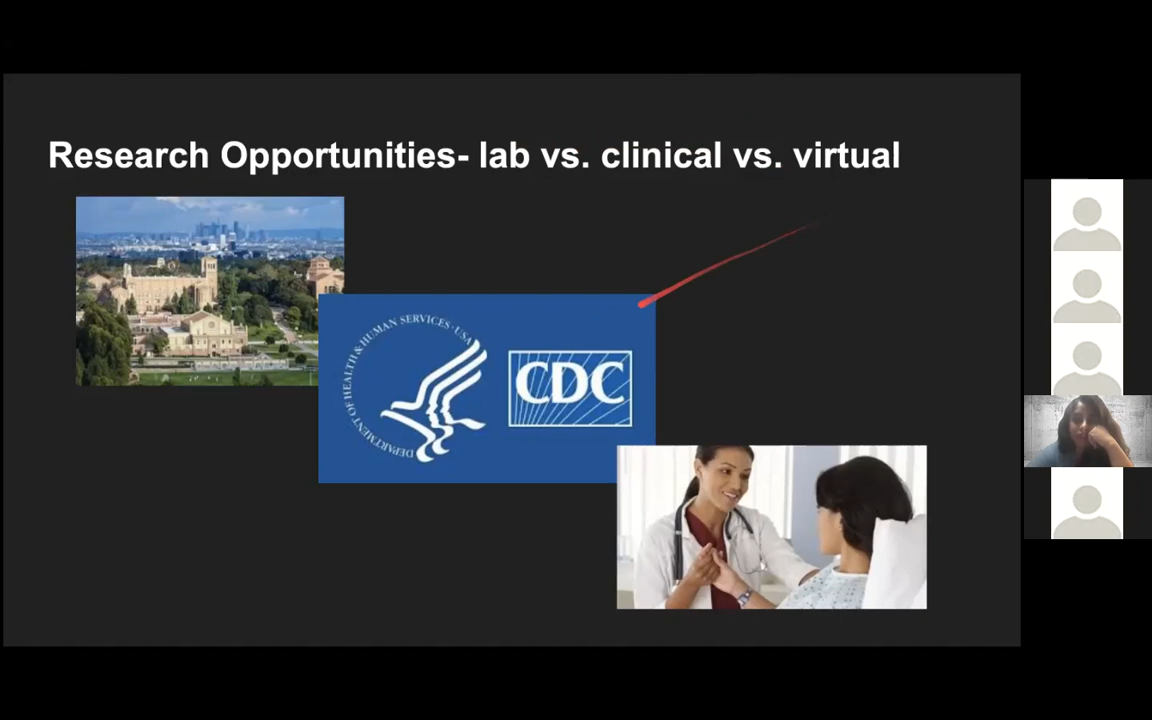 Research Opportunities- lab vs. clinical vs. virtual
DEPARTMENT OF HEALTH & HUMAN SERVICES · USA
CDC